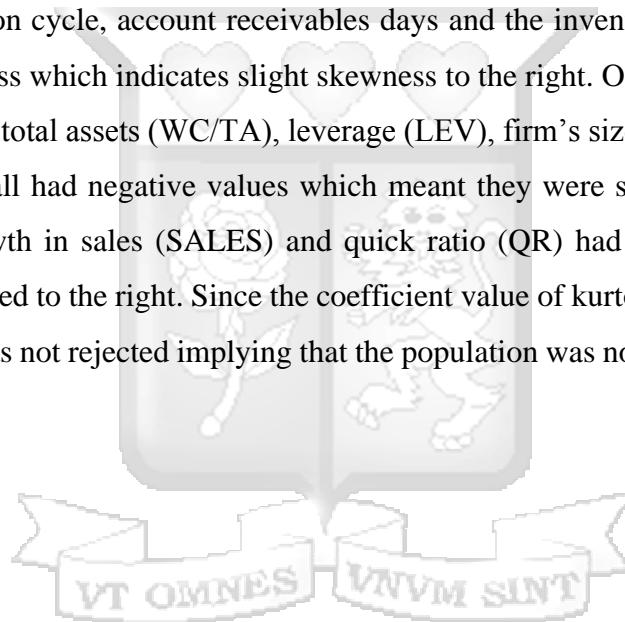 on cycle, account receivables days and the inven
ss which indicates slight skewness to the right. O
total assets (WC/TA), leverage (LEV), firm's siz
all had negative values which meant they were s
th in sales (SALES) and quick ratio (QR) had
ed to the right. Since the coefficient value of kurt
s not rejected implying that the population was no
VT OMNES VNVM SINT